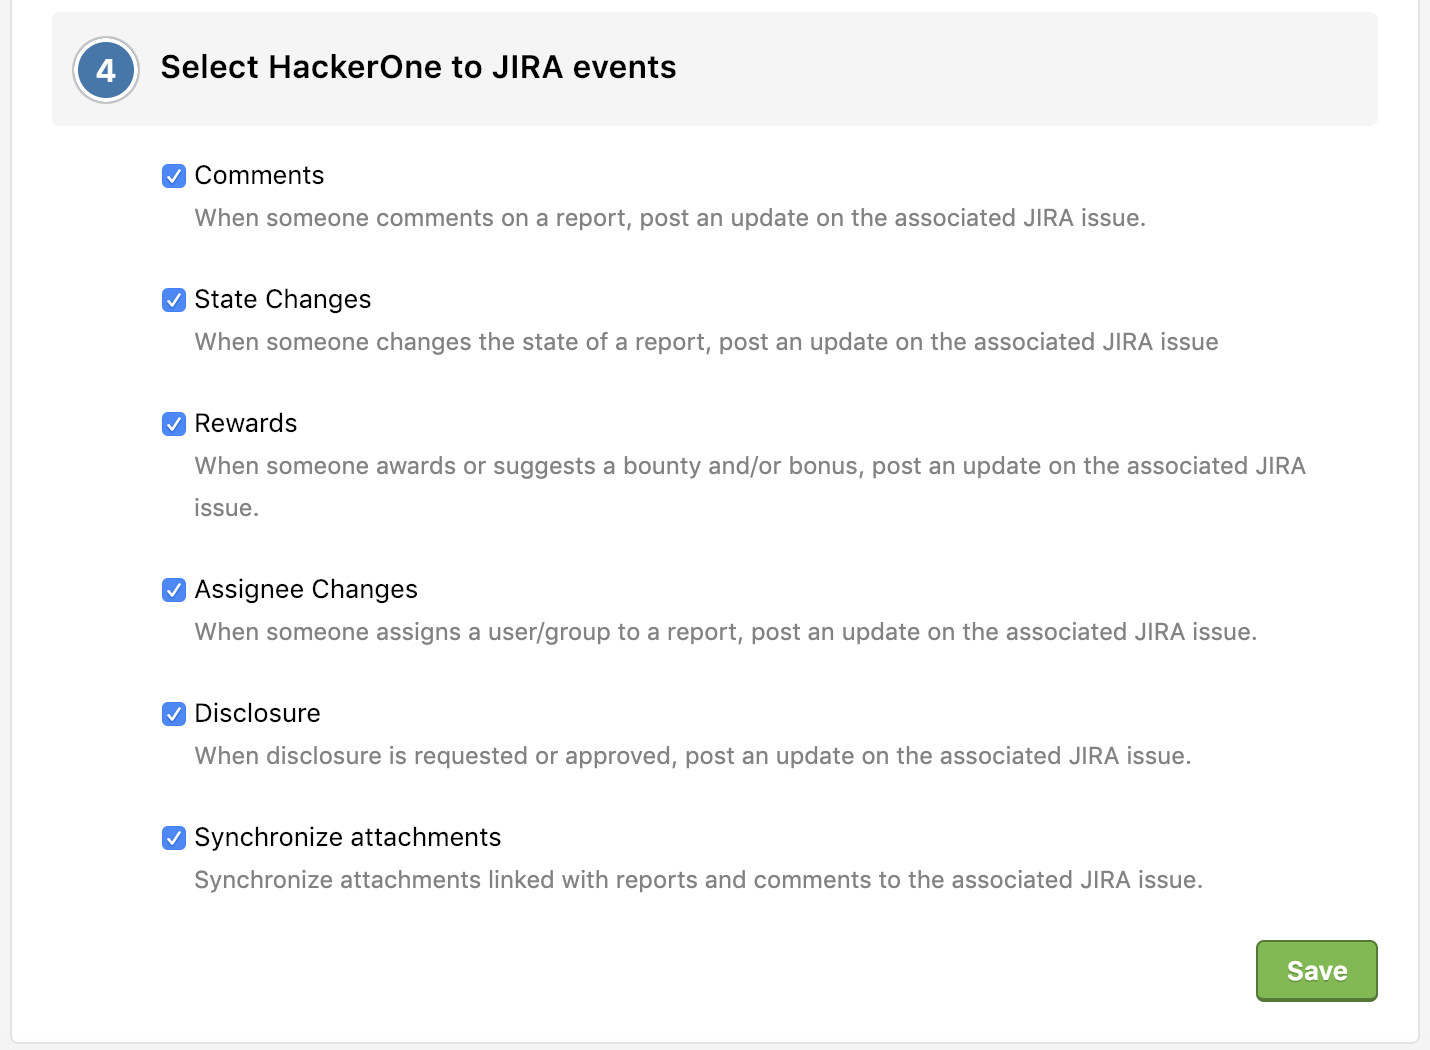 4
Select HackerOne to JIRA events
Comments
When someone comments on a report, post an update on the associated JIRA issue.
State Changes
When someone changes the state of a report, post an update on the associated JIRA issue
Rewards
When someone awards or suggests a bounty and/or bonus, post an update on the associated JIRA
issue.
Assignee Changes
When someone assigns a user/group to a report, post an update on the associated JIRA issue.
Disclosure
When disclosure is requested or approved, post an update on the associated JIRA issue.
Synchronize attachments
Synchronize attachments linked with reports and comments to the associated JIRA issue.
Save